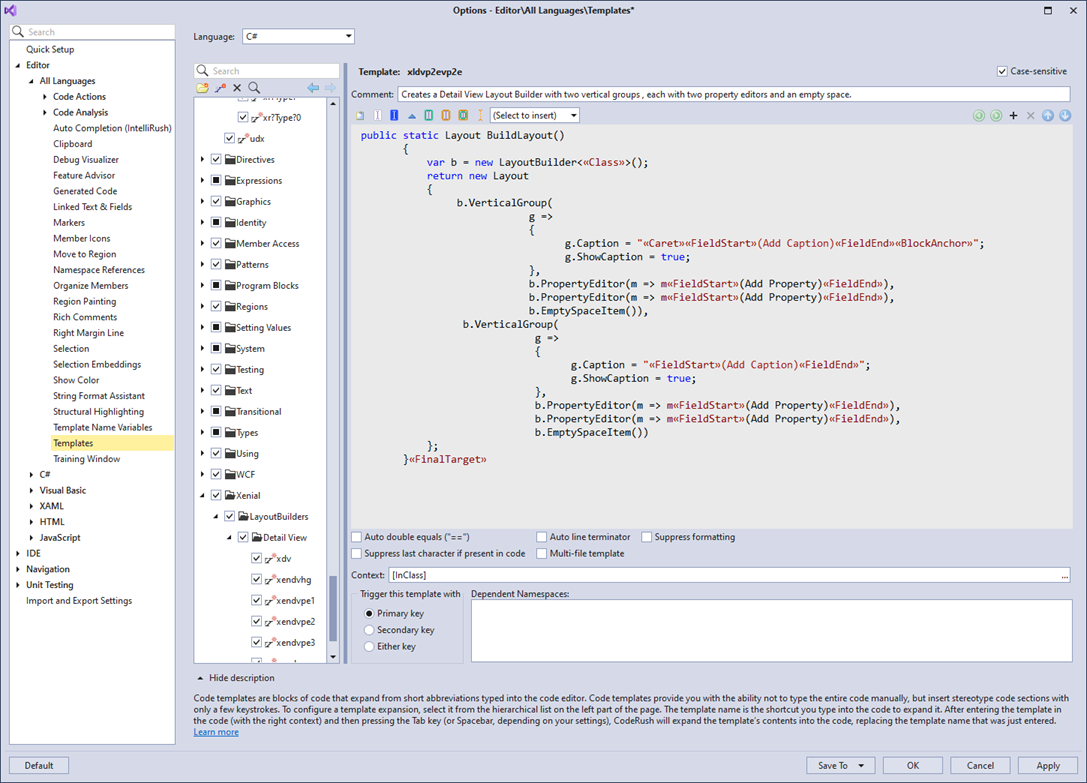 Options - Editor\All Languages\Templates*
Search
Quick Setup
Editor
All Languages
Code Actions
Code Analysis
Auto Completion (IntelliRush)
Clipboard
Debug Visualizer
Feature Advisor
Generated Code
Linked Text & Fields
Markers
Member Icons
Move to Region
Namespace References
Organize Members
Region Painting
Rich Comments
Right Margin Line
Selection
Selection Embeddings
Show Color
String Format Assistant
Structural Highlighting
Template Name Variables
Templates
Training Window
C#
Visual Basic
XAML
HTML
JavaScript
IDE
Navigation
Unit Testing
Import and Export Settings
Language: C#
Search
xr?Type?0
udx
Directives
Expressions
Graphics
Identity
Member Access
Patterns
Program Blocks
Regions
Setting Values
System
Testing
Text
Transitional
Types
Using
WCF
Xenial
LayoutBuilders
Detail View
xdv
xendvhg
xendvpe1
xendvpe2
xendvpe3
Template: xldvp2evp2e
Case-sensitive
Comment: Creates a Detail View Layout Builder with two vertical groups , each with two property editors and an empty space.
(Select to insert)
public static Layout BuildLayout()
{
var b = new LayoutBuilder<«Class»>();
return new Layout
{
b.VerticalGroup(
g =>
{
g.Caption = "«Caret»«FieldStart»(Add Caption)«FieldEnd»«BlockAnchor»";
g.ShowCaption = true;
},
b.PropertyEditor(m => m«FieldStart»(Add Property)«FieldEnd»),
b.PropertyEditor(m => m«FieldStart»(Add Property)«FieldEnd»),
b.EmptySpaceItem()),
b.VerticalGroup(
g =>
{
g.Caption = "«FieldStart»(Add Caption)«FieldEnd»";
g.ShowCaption = true;
},
b.PropertyEditor(m => m«FieldStart»(Add Property)«FieldEnd»),
b.PropertyEditor(m => m«FieldStart»(Add Property)«FieldEnd»),
b.EmptySpaceItem())
};
}«FinalTarget»
Auto double equals ("==")
Auto line terminator
Suppress formatting
Suppress last character if present in code
Multi-file template
Context: [InClass] ...
Trigger this template with
Primary key
Secondary key
Either key
Dependent Namespaces:
Hide description
Code templates are blocks of code that expand from short abbreviations typed into the code editor. Code templates provide you with the ability not to type the entire code manually, but insert stereotype code sections with
only a few keystrokes. To configure a template expansion, select it from the hierarchical list on the left part of the page. The template name is the shortcut you type into the code to expand it. After entering the template in
the code (with the right context) and then pressing the Tab key (or Spacebar, depending on your settings), CodeRush will expand the template's contents into the code, replacing the template name that was just entered.
Learn more
Default
Save To
OK
Cancel
Apply